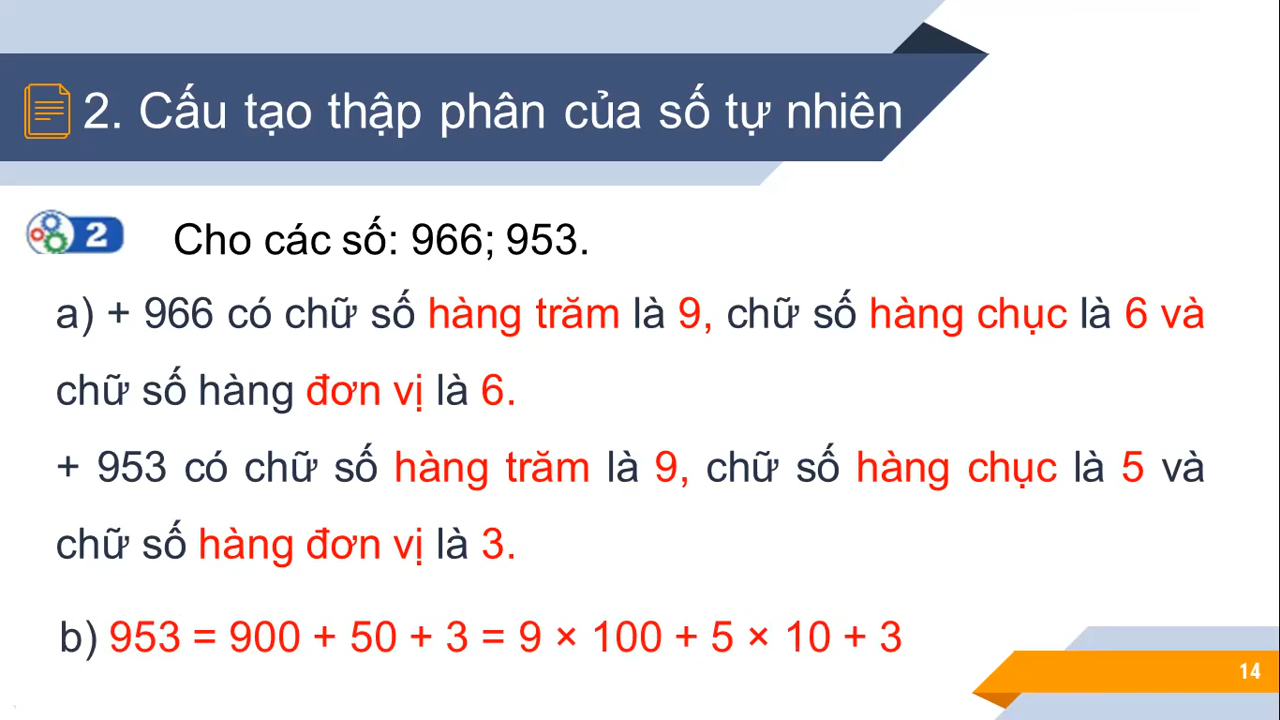 2. Cấu tạo thập phân của số tự nhiên
2 Cho các số: 966; 953.
a) + 966 có chữ số hàng trăm là 9, chữ số hàng chục là 6 và
chữ số hàng đơn vị là 6.
+ 953 có chữ số hàng trăm là 9, chữ số hàng chục là 5 và
chữ số hàng đơn vị là 3.
b) 953 = 900 + 50 + 3 = 9 × 100 + 5 × 10 + 3
14